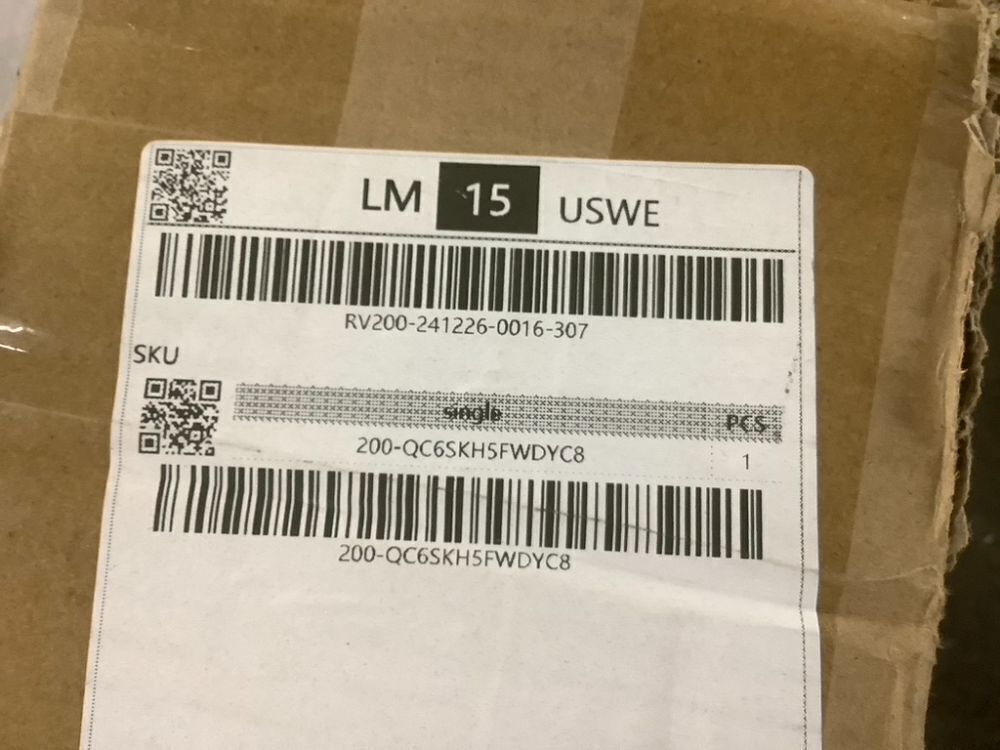 LM 15 USWE
RV200-241226-0016-307
SKU
single PCS
200-QC6SKH5FWDYC8 1
200-QC6SKH5FWDYC8